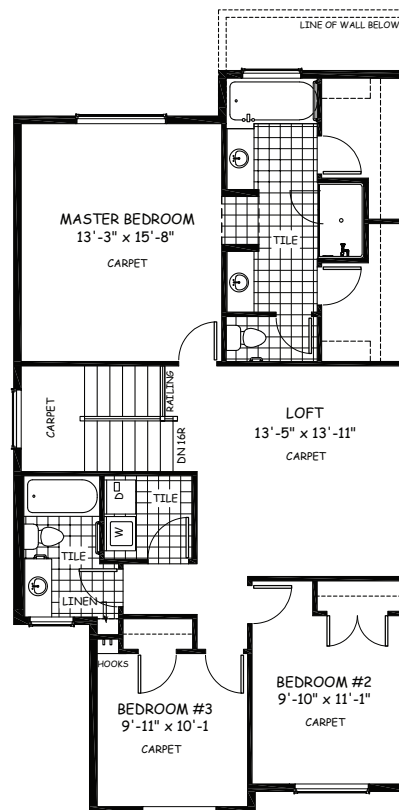 LINE OF WALL BELOW
MASTER BEDROOM
13'-3" x 15'-8"
CARPET
TILE
CARPET
RAILING
DN 16R
LOFT
13'-5" x 13'-11"
CARPET
D
TILE
W
TILE
LINEN
HOOKS
BEDROOM #3
9'-11" x 10'-1
CARPET
BEDROOM #2
9'-10" x 11'-1"
CARPET